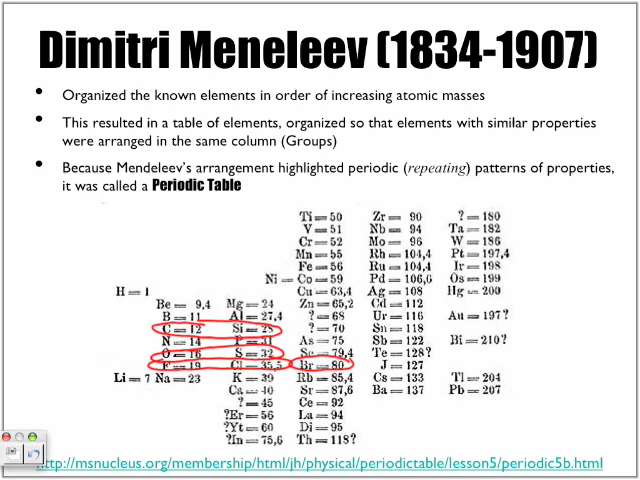 Dimitri Meneleev (1834-1907)
• Organized the known elements in order of increasing atomic masses
• This resulted in a table of elements, organized so that elements with similar properties
were arranged in the same column (Groups)
• Because Mendeleev's arrangement highlighted periodic (repeating) patterns of properties,
it was called a Periodic Table
Ti = 50 Zr = 90 ? = 180
V = 51 Nb = 94 Ta = 182
Cr = 52 Mo = 96 W = 186
Mn = 55 Rh = 104,4 Pt = 197,4
Fe = 56 Ru = 104,4 Ir = 198
Ni = Co = 59 Pd = 106,6 Os = 199
H = 1 Cu = 63,4 Ag = 108 Hg = 200
Be = 9,4 Mg = 24 Zn = 65,2 Cd = 112
B = 11 Al = 27,4 ? = 68 Ur = 116 Au = 197?
C = 12 Si = 28 ? = 70 Sn = 118
N = 14 P = 31 As = 75 Sb = 122 Bi = 210?
O = 16 S = 32 Se = 79,4 Te = 128?
F = 19 Cl = 35,5 Br = 80 J = 127
Li = 7 Na = 23 K = 39 Rb = 85,4 Cs = 133 Tl = 204
Ca = 40 Sr = 87,6 Ba = 137 Pb = 207
? = 45 Ce = 92
?Er = 56 La = 94
?Yt = 60 Di = 95
?In = 75,6 Th = 118?
http://msnucleus.org/membership/html/jh/physical/periodictable/lesson5/periodic5b.html